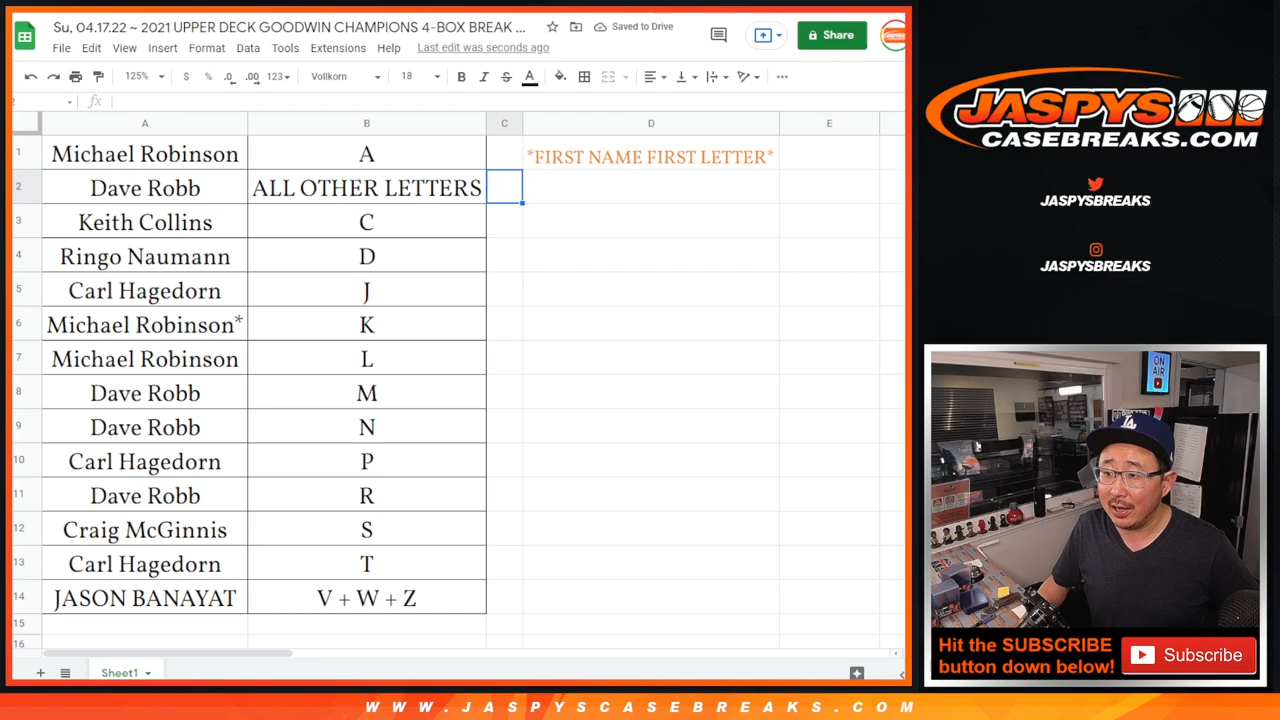 Su, 04.17.22 ~ 2021 UPPER DECK GOODWIN CHAMPIONS 4-BOX BREAK ...
Saved to Drive
Share
File Edit View Insert Format Data Tools Extensions Help Last edit was seconds ago
125% $ % .0 .00 123 Vollkorn 18 B I S A
fx
A B C D E
1 Michael Robinson A *FIRST NAME FIRST LETTER*
2 Dave Robb ALL OTHER LETTERS
3 Keith Collins C
4 Ringo Naumann D
5 Carl Hagedorn J
6 Michael Robinson* K
7 Michael Robinson L
8 Dave Robb M
9 Dave Robb N
10 Carl Hagedorn P
11 Dave Robb R
12 Craig McGinnis S
13 Carl Hagedorn T
14 JASON BANAYAT V + W + Z
15
16
Sheet1
JASPYS
CASEBREAKS.COM
JASPYSBREAKS
JASPYSBREAKS
ON
AIR
LA
Hit the SUBSCRIBE
button down below!
Subscribe
WWW.JASPYSCASEBREAKS.COM